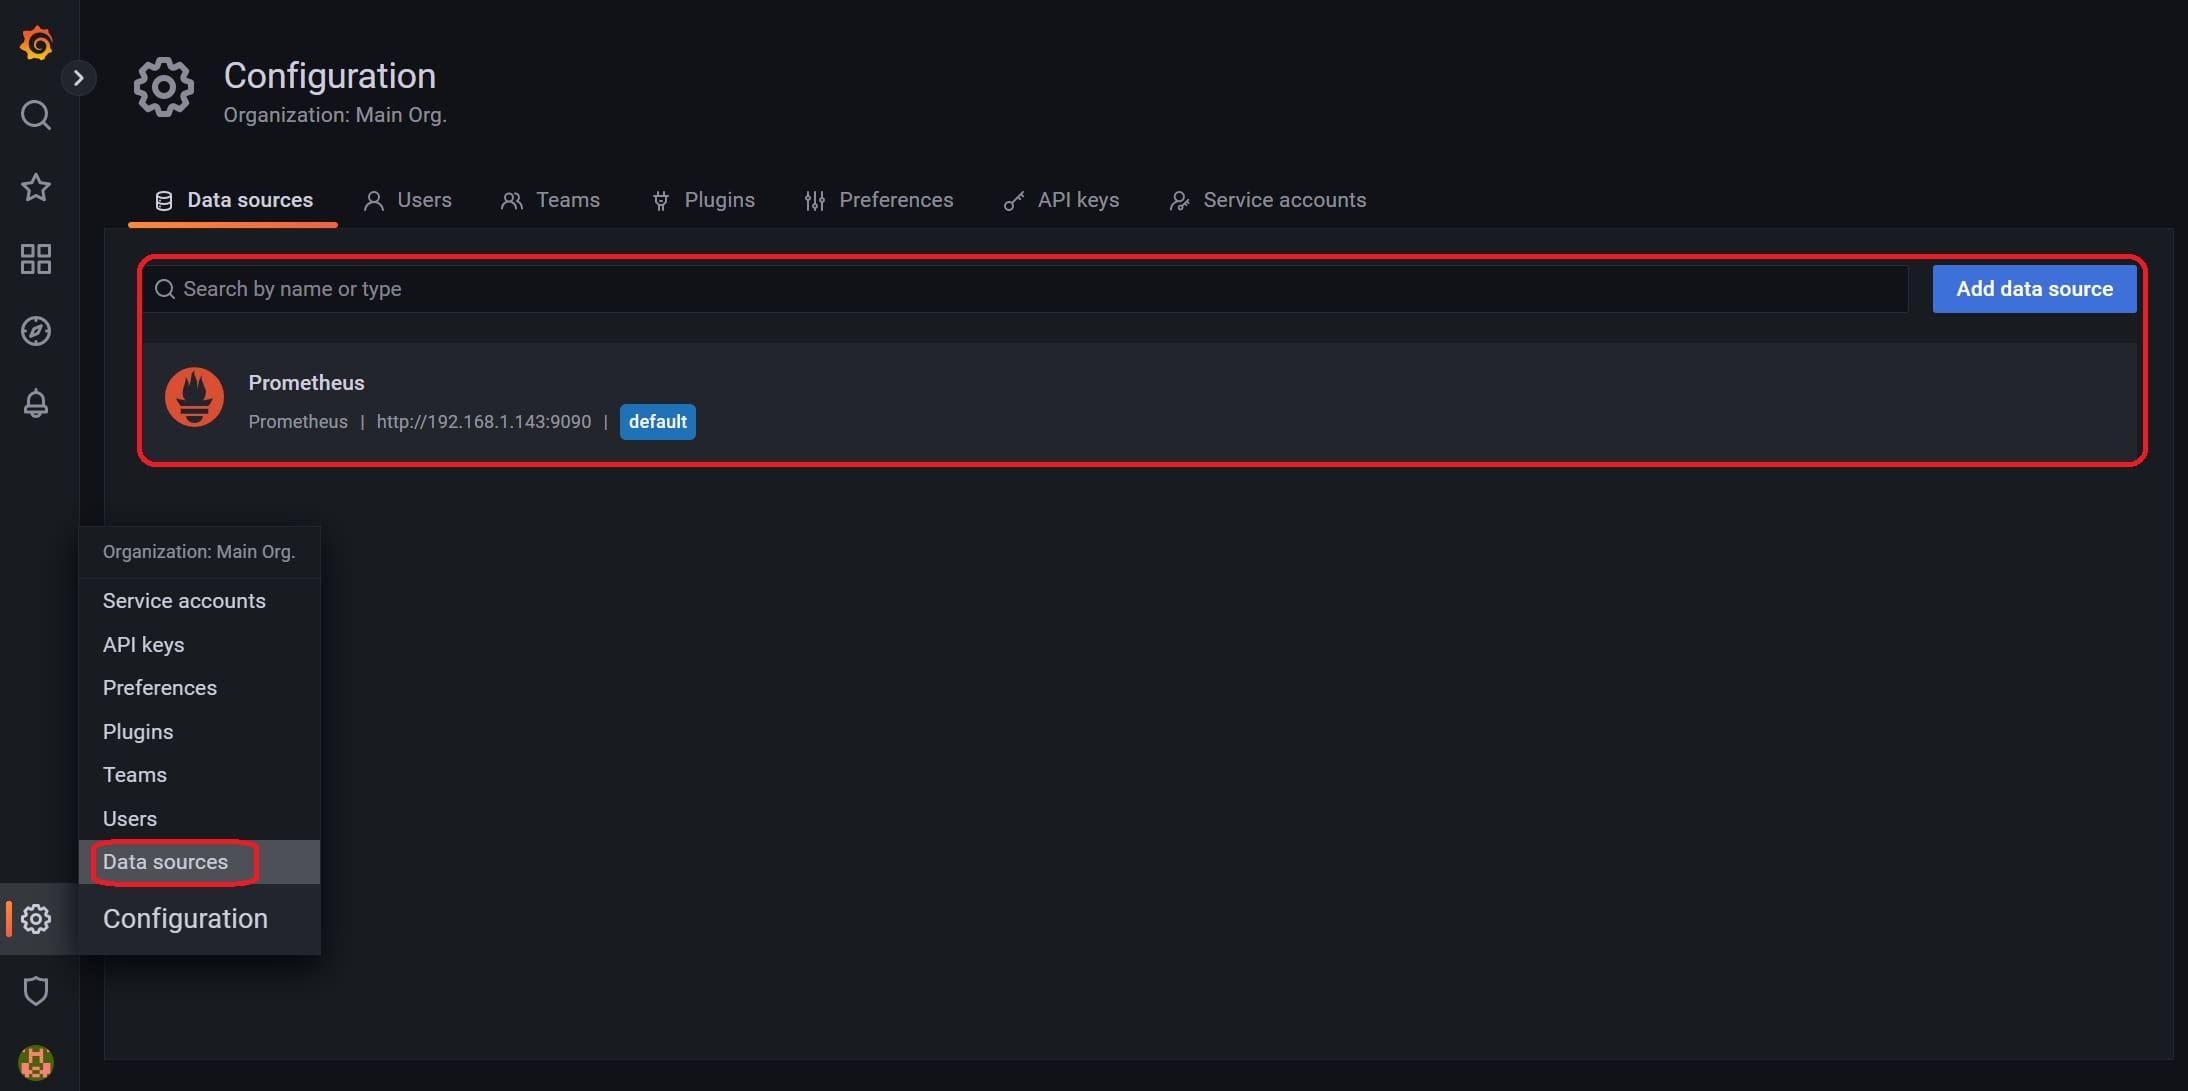 Configuration
Organization: Main Org.
Data sources Users Teams Plugins Preferences API keys Service accounts
Search by name or type Add data source
Prometheus
Prometheus | http://192.168.1.143:9090 | default
Organization: Main Org.
Service accounts
API keys
Preferences
Plugins
Teams
Users
Data sources
Configuration